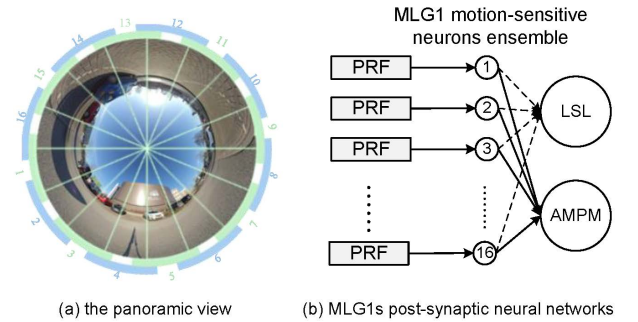 13
12
14
11
15
10
16
9
1
8
2
7
3
6
4
5
(a) the panoramic view
MLG1 motion-sensitive
neurons ensemble
PRF
1
PRF
2
LSL
PRF
3
AMPM
PRF
16
(b) MLG1s post-synaptic neural networks